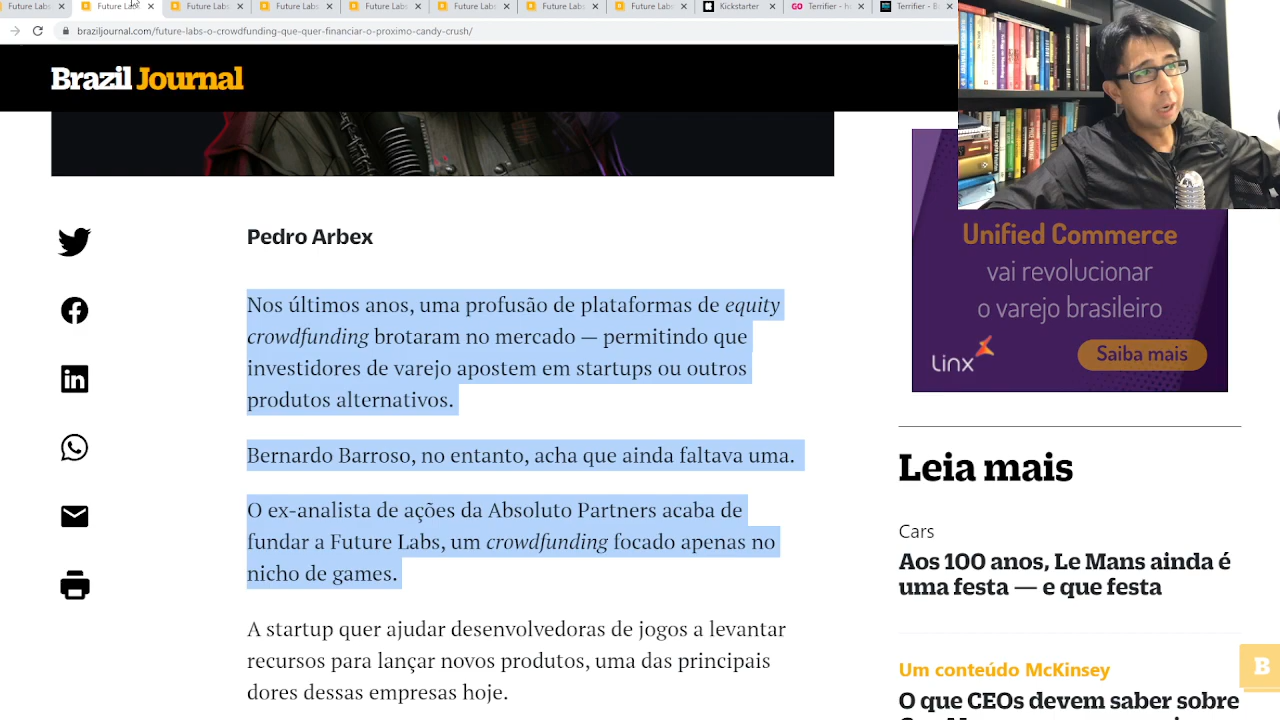 Future Labs
Future Labs
Future Labs
Future Labs
Future Labs
Future Labs
Future Labs
Future Labs
Kickstarter
Terrifier - h
Terrifier - B
braziljournal.com/future-labs-o-crowdfunding-que-quer-financiar-o-proximo-candy-crush/
Brazil Journal
Pedro Arbex
Nos últimos anos, uma profusão de plataformas de equity
crowdfunding brotaram no mercado — permitindo que
investidores de varejo apostem em startups ou outros
produtos alternativos.
Bernardo Barroso, no entanto, acha que ainda faltava uma.
O ex-analista de ações da Absoluto Partners acaba de
fundar a Future Labs, um crowdfunding focado apenas no
nicho de games.
A startup quer ajudar desenvolvedoras de jogos a levantar
recursos para lançar novos produtos, uma das principais
dores dessas empresas hoje.
Unified Commerce
vai revolucionar
o varejo brasileiro
Linx
Saiba mais
Leia mais
Cars
Aos 100 anos, Le Mans ainda é
uma festa — e que festa
Um conteúdo McKinsey
O que CEOs devem saber sobre
B